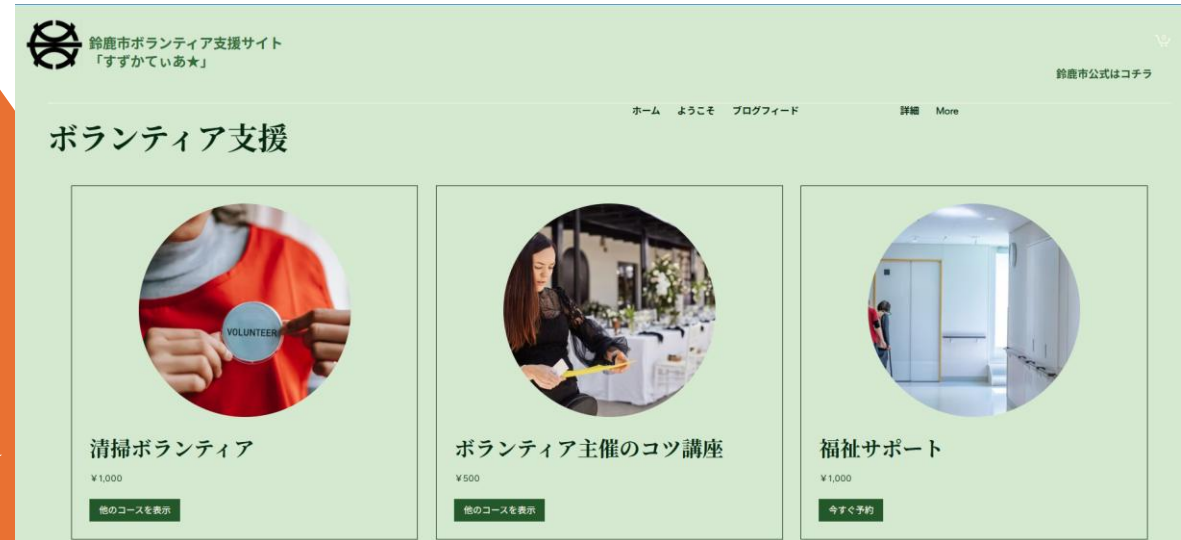 鈴鹿市ボランティア支援サイト
「すずかてぃあ★」
鈴鹿市公式はコチラ
ホーム ようこそ ブログフィード 詳細 More
ボランティア支援
VOLUNTEER
清掃ボランティア
¥1,000
他のコースを表示
ボランティア主催のコツ講座
¥500
他のコースを表示
福祉サポート
¥1,000
今すぐ予約